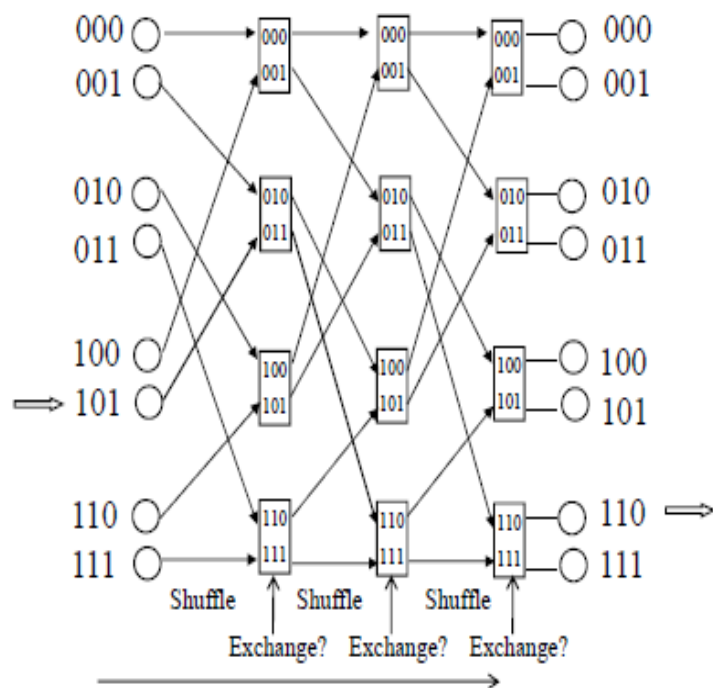 000 000 000 000 000
001 001 001 001 001
010 010 010 010 010
011 011 011 011 011
100 100 100 100 100
101 101 101 101 101
110 110 110 110 110
111 111 111 111 111
Shuffle Shuffle Shuffle
Exchange? Exchange? Exchange?